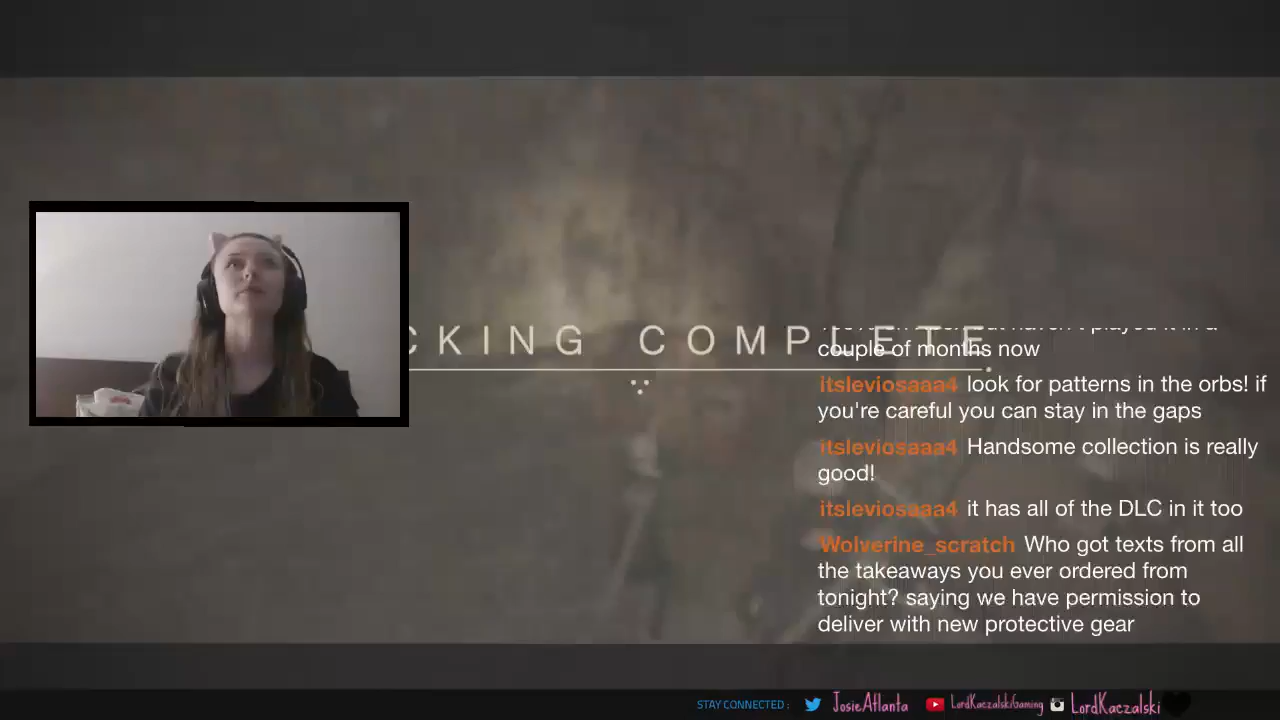 CKING COMPLETE
couple of months now
itsleviosaaa4 look for patterns in the orbs! if
you're careful you can stay in the gaps
itsleviosaaa4 Handsome collection is really
good!
itsleviosaaa4 it has all of the DLC in it too
Wolverine_scratch Who got texts from all
the takeaways you ever ordered from
tonight? saying we have permission to
deliver with new protective gear
STAY CONNECTED : JosieAtlanta LordKaczalskiGaming LordKaczalski